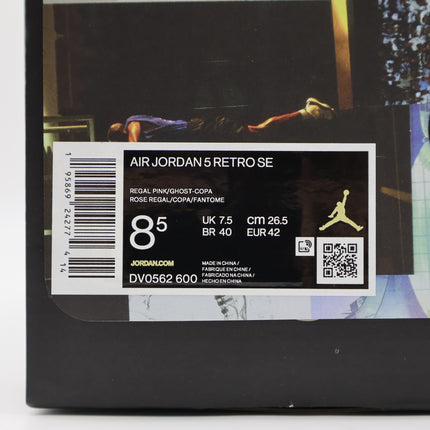 AIR JORDAN 5 RETRO SE
REGAL PINK/GHOST-COPA
ROSE REGAL/COPA/FANTOME
8⁵
UK 7.5 cm 26.5
BR 40 EUR 42
JORDAN.COM
DV0562 600
MADE IN CHINA /
FABRIQUE EN CHINE /
FABRICADO NA CHINA /
HECHO EN CHINA
1 95869 24277 4 14